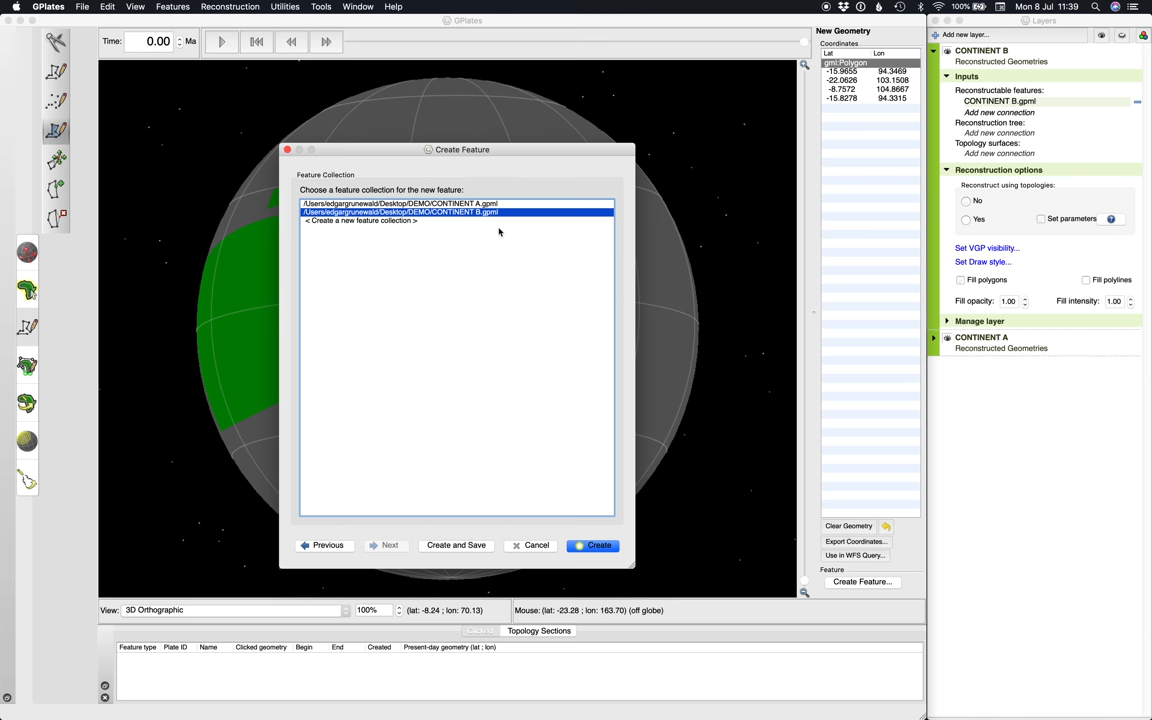 GPlates File Edit View Features Reconstruction Utilities Tools Window Help
100% Mon 8 Jul 11:39
GPlates
Layers
Time: 0.00 Ma
New Geometry
Coordinates
Lat Lon
gml:Polygon
-15.9655 94.3469
-22.0626 103.1508
-8.7572 104.8667
-15.8278 94.3315
Clear Geometry
Export Coordinates...
Use in WFS Query...
Feature
Create Feature...
Create Feature
Feature Collection
Choose a feature collection for the new feature:
/Users/edgargrunewald/Desktop/DEMO/CONTINENT A.gpml
/Users/edgargrunewald/Desktop/DEMO/CONTINENT B.gpml
< Create a new feature collection >
Previous Next Create and Save Cancel Create
Add new layer...
CONTINENT B
Reconstructed Geometries
Inputs
Reconstructable features:
CONTINENT B.gpml
Add new connection
Reconstruction tree:
Add new connection
Topology surfaces:
Add new connection
Reconstruction options
Reconstruct using topologies:
No
Yes Set parameters ?
Set VGP visibility...
Set Draw style...
Fill polygons Fill polylines
Fill opacity: 1.00 Fill intensity: 1.00
Manage layer
CONTINENT A
Reconstructed Geometries
View: 3D Orthographic 100% (lat: -8.24 ; lon: 70.13) Mouse: (lat: -23.28 ; lon: 163.70) (off globe)
Clicked Topology Sections
Feature type Plate ID Name Clicked geometry Begin End Created Present-day geometry (lat ; lon)